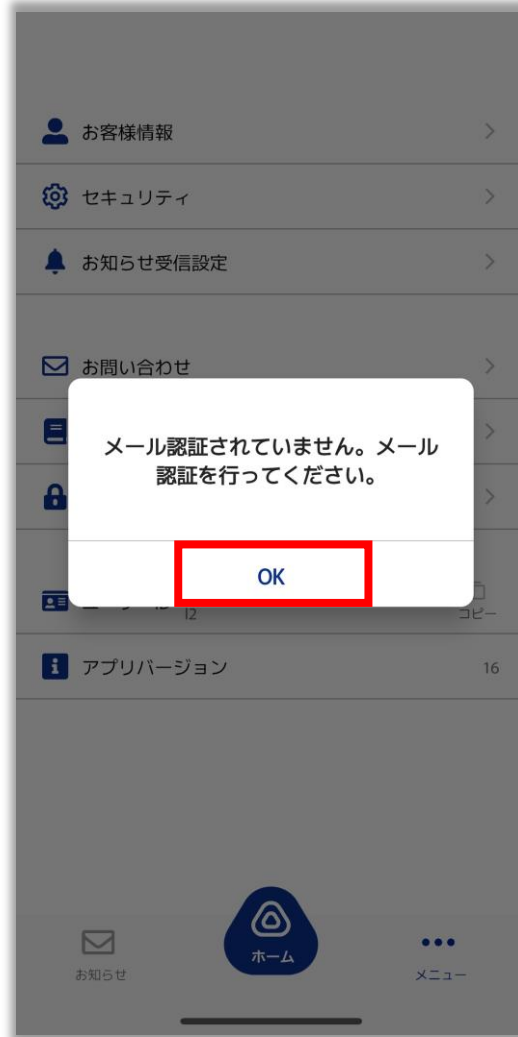 お客様情報
セキュリティ
お知らせ受信設定
お問い合わせ
メール認証されていません。メール
認証を行ってください。
OK
コピー
アプリバージョン
16
お知らせ
ホーム
メニュー